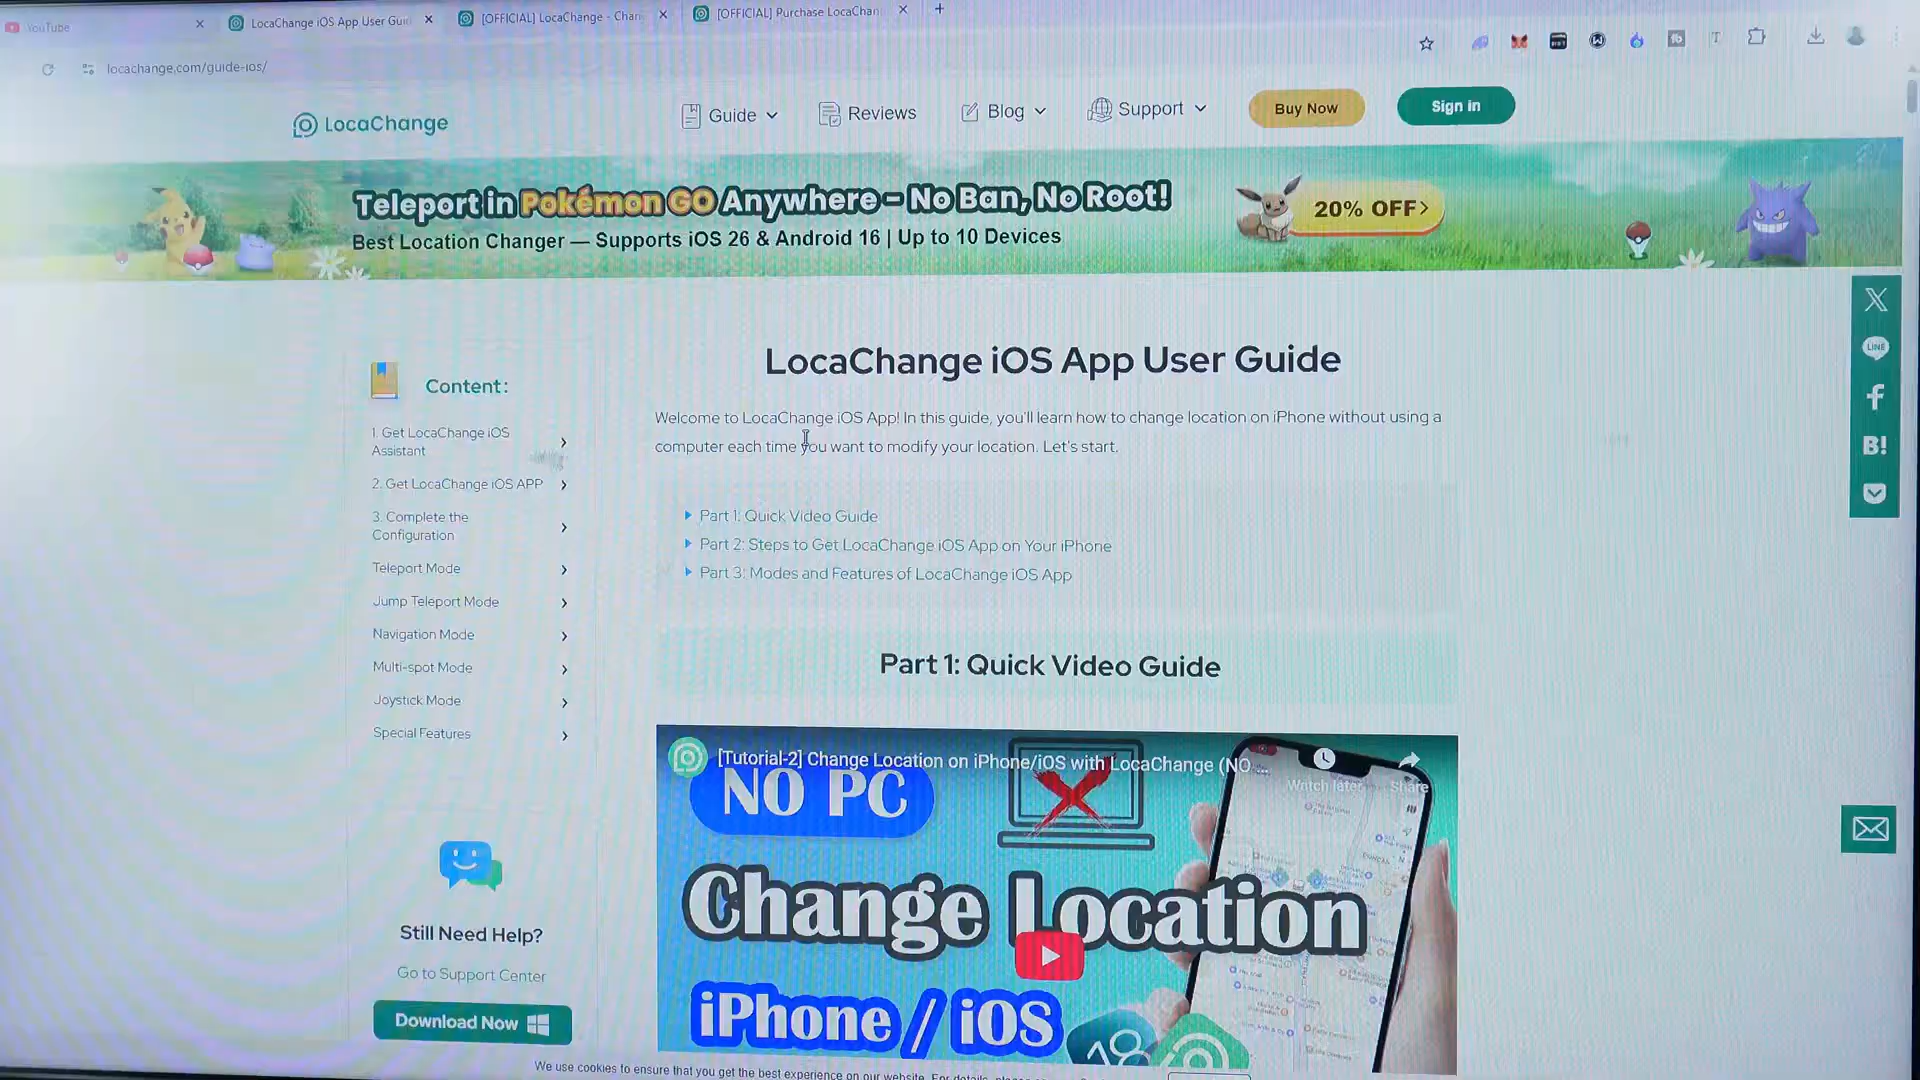 YouTube
LocaChange iOS App User Gui
[OFFICIAL] LocaChange - Chan
[OFFICIAL] Purchase LocaChan
locachange.com/guide-ios/
LocaChange
Guide
Reviews
Blog
Support
Buy Now
Sign in
Teleport in Pokémon GO Anywhere - No Ban, No Root!
Best Location Changer — Supports iOS 26 & Android 16 | Up to 10 Devices
20% OFF>
LINE
B!
Content:
1. Get LocaChange iOS
Assistant
2. Get LocaChange iOS APP
3. Complete the
Configuration
Teleport Mode
Jump Teleport Mode
Navigation Mode
Multi-spot Mode
Joystick Mode
Special Features
Still Need Help?
Go to Support Center
Download Now
LocaChange iOS App User Guide
Welcome to LocaChange iOS App! In this guide, you'll learn how to change location on iPhone without using a
computer each time you want to modify your location. Let's start.
Part 1: Quick Video Guide
Part 2: Steps to Get LocaChange iOS App on Your iPhone
Part 3: Modes and Features of LocaChange iOS App
Part 1: Quick Video Guide
[Tutorial-2] Change Location on iPhone/iOS with LocaChange (NO ...
Watch later
Share
NO PC
Change Location
iPhone / iOS
18
We use cookies to ensure that you get the best experience on our website. For details,